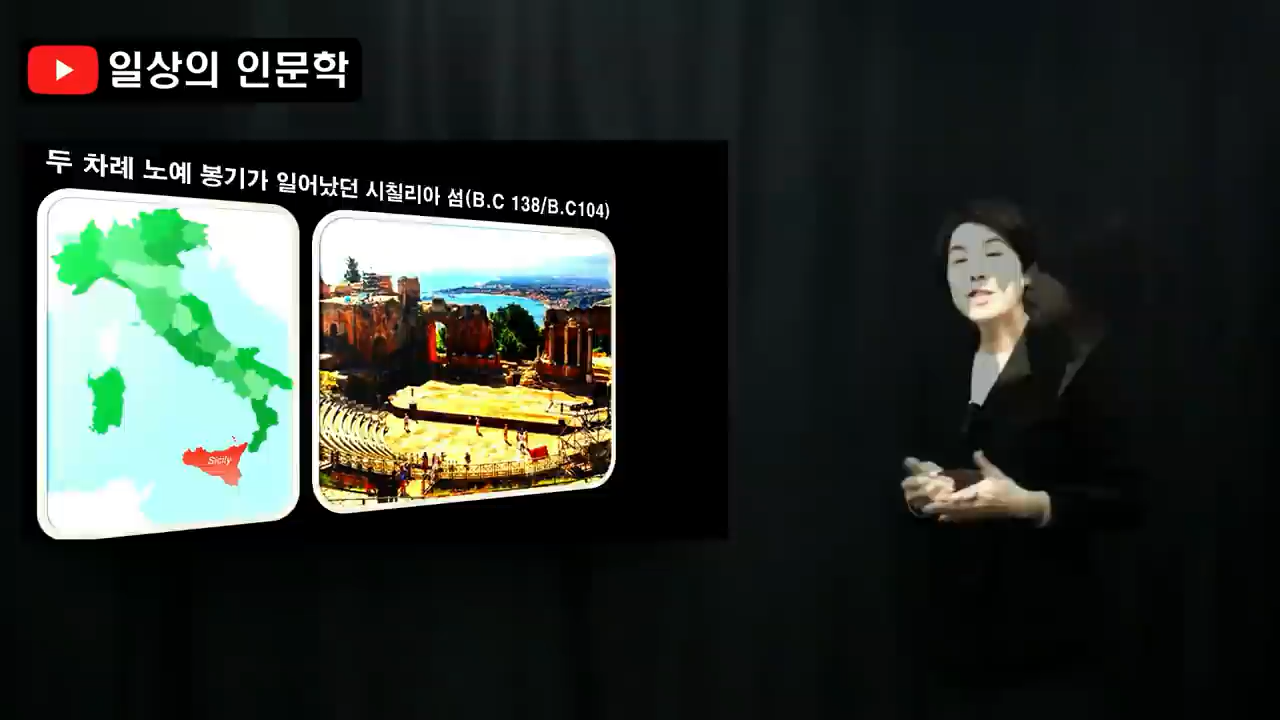 일상의 인문학
두 차례 노예 봉기가 일어났던 시칠리아 섬(B.C 138/B.C104)
Sicily